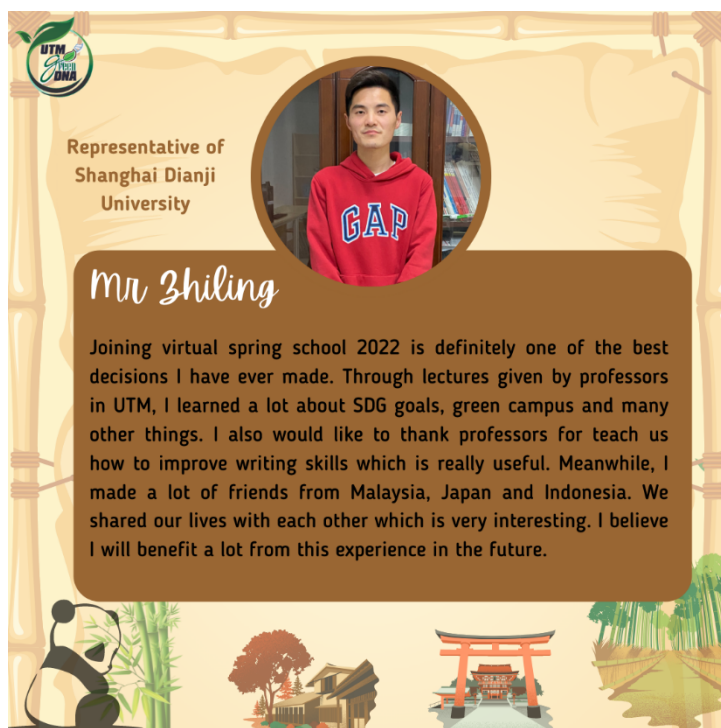 UTM
green
DNA
Representative of
Shanghai Dianji
University
GAP
Mr Zhiling
Joining virtual spring school 2022 is definitely one of the best
decisions I have ever made. Through lectures given by professors
in UTM, I learned a lot about SDG goals, green campus and many
other things. I also would like to thank professors for teach us
how to improve writing skills which is really useful. Meanwhile, I
made a lot of friends from Malaysia, Japan and Indonesia. We
shared our lives with each other which is very interesting. I believe
I will benefit a lot from this experience in the future.